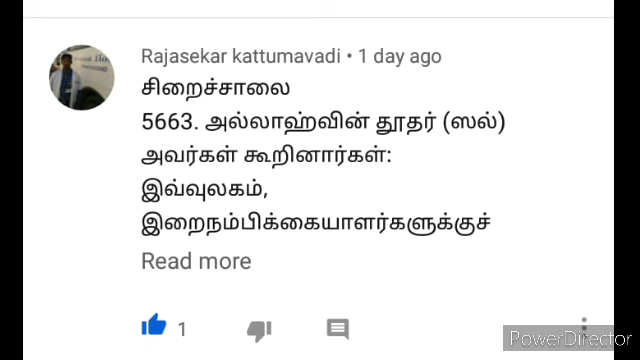 Rajasekar kattumavadi • 1 day ago
சிறைச்சாலை
5663. அல்லாஹ்வின் தூதர் (ஸல்)
அவர்கள் கூறினார்கள்:
இவ்வுலகம்,
இறைநம்பிக்கையாளர்களுக்குச்
Read more
1
PowerDirector